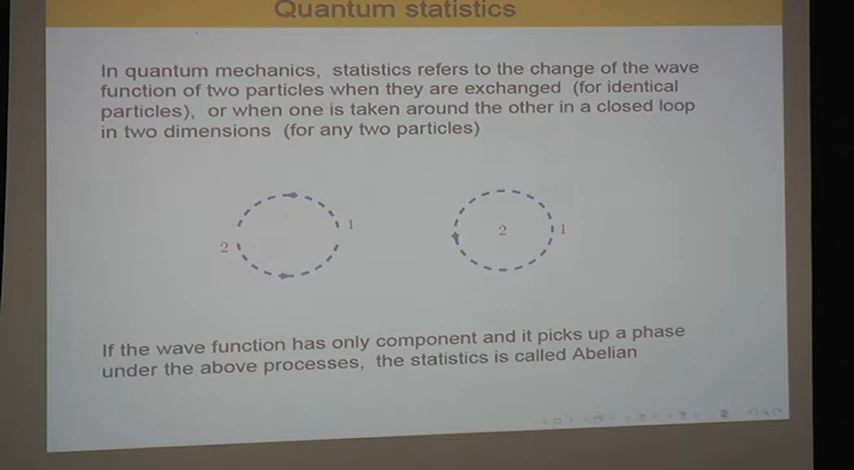 Quantum statistics
In quantum mechanics, statistics refers to the change of the wave
function of two particles when they are exchanged (for identical
particles), or when one is taken around the other in a closed loop
in two dimensions (for any two particles)
1
2
2
1
If the wave function has only component and it picks up a phase
under the above processes, the statistics is called Abelian